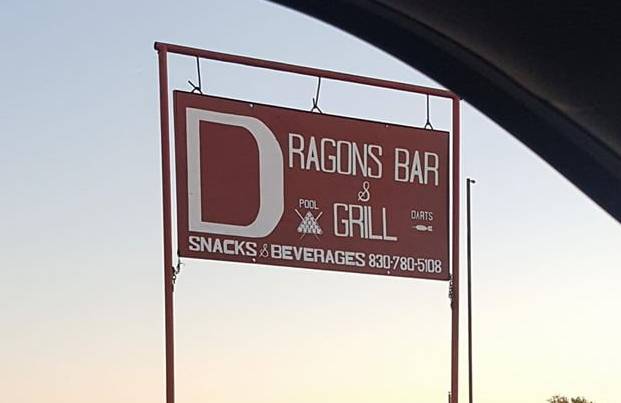 DRAGONS BAR
&
POOL GRILL DARTS
SNACKS & BEVERAGES 830-780-5108